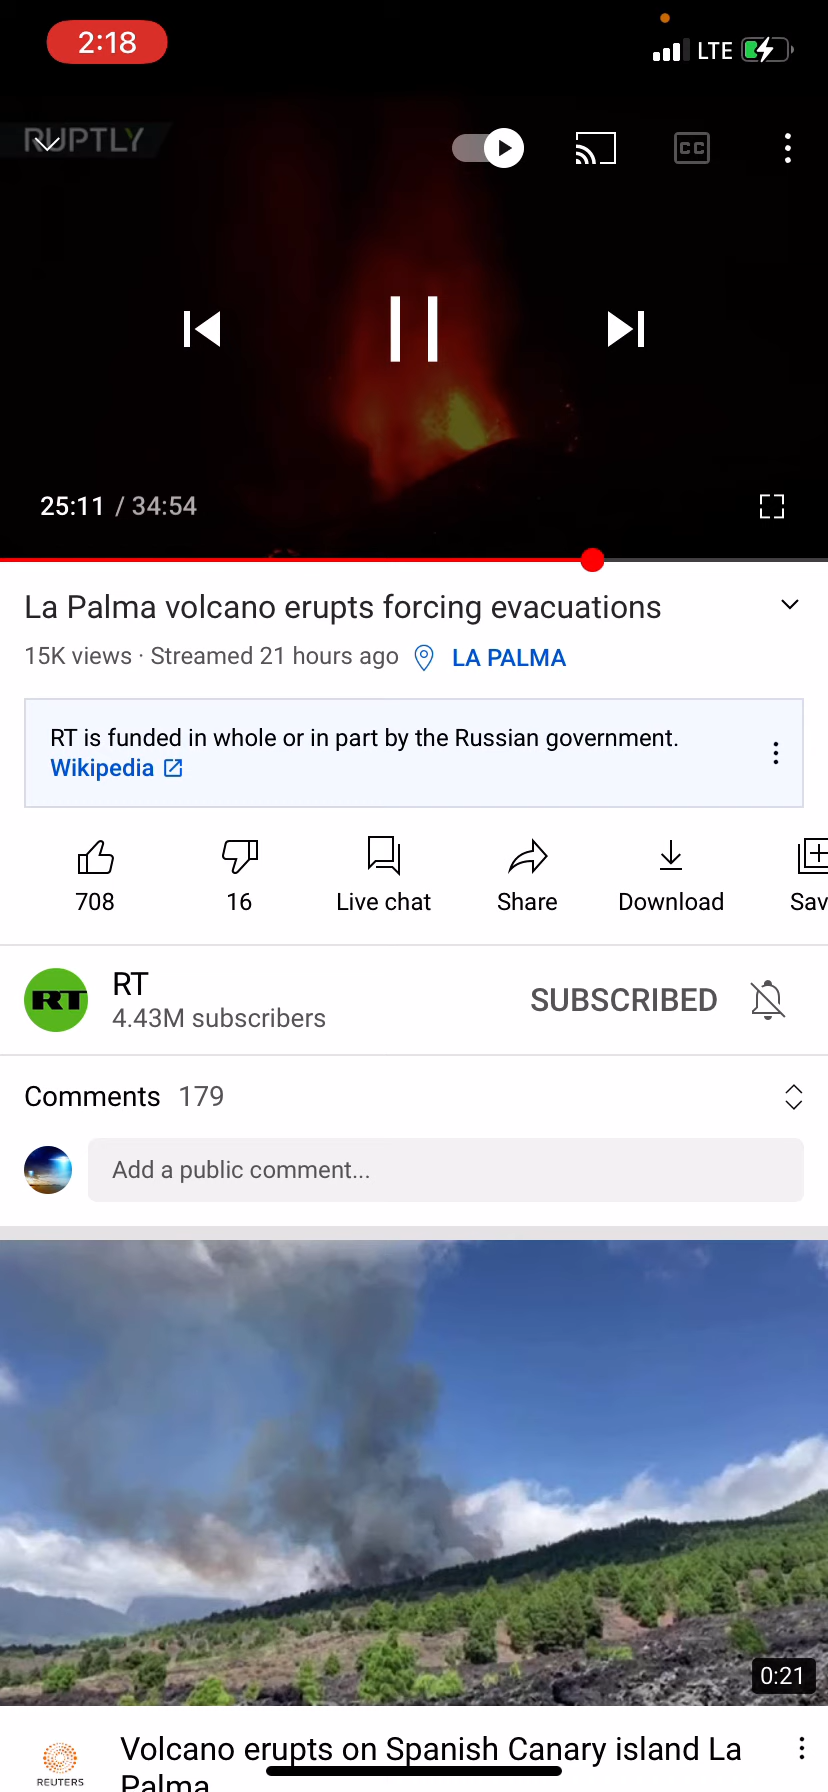 2:18
LTE
RUPTLY
CC
25:11 / 34:54
La Palma volcano erupts forcing evacuations
15K views · Streamed 21 hours ago LA PALMA
RT is funded in whole or in part by the Russian government.
Wikipedia
708
16
Live chat
Share
Download
Sav
RT
RT
4.43M subscribers
SUBSCRIBED
Comments 179
Add a public comment...
0:21
REUTERS
Volcano erupts on Spanish Canary island La
Palma